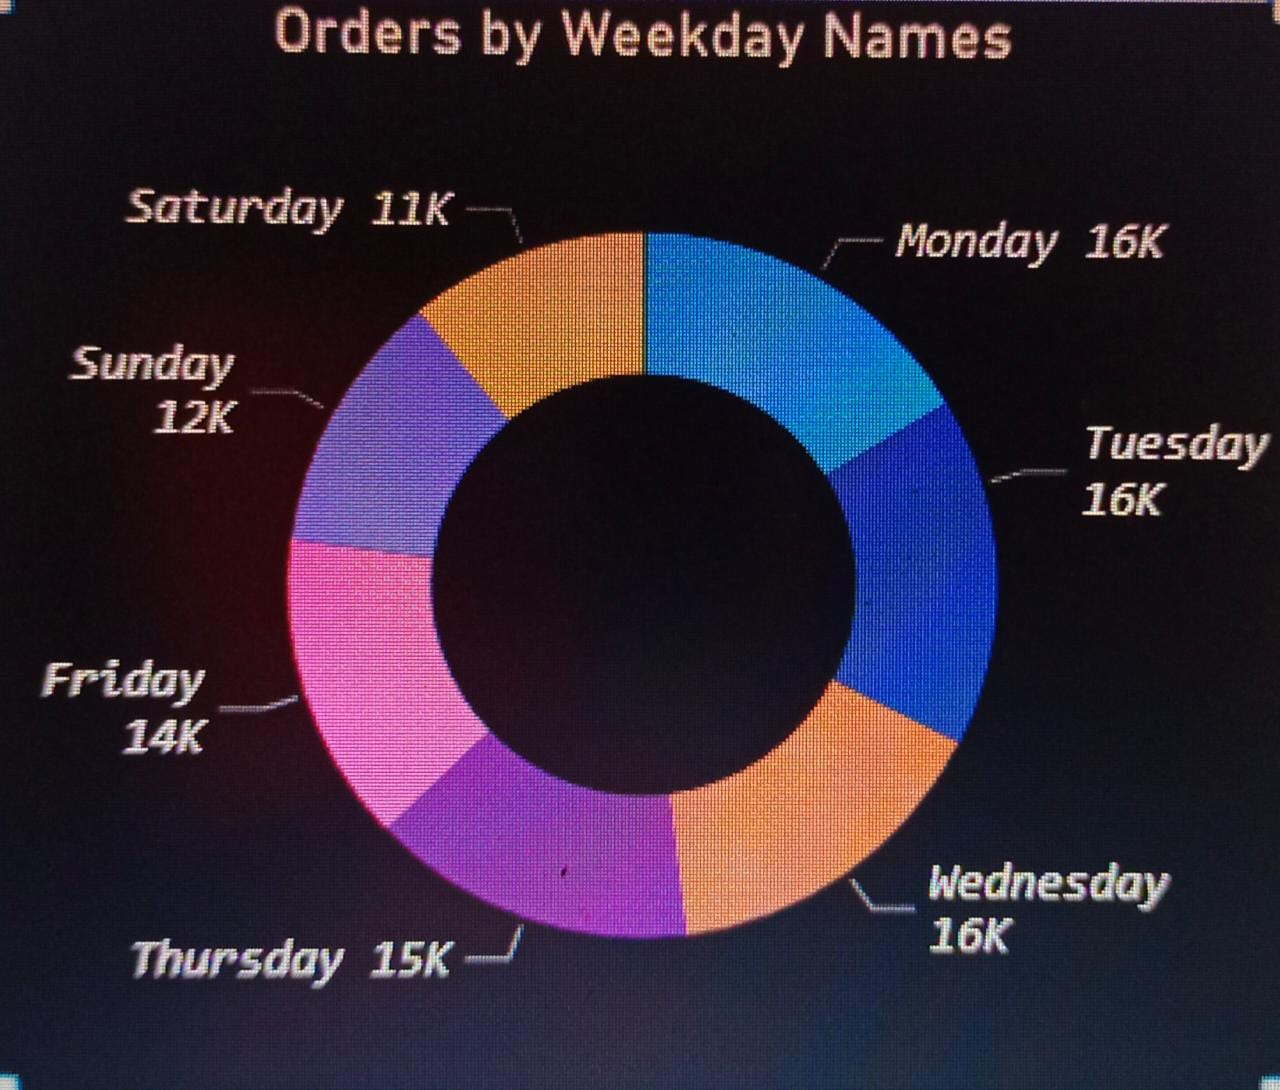 Orders by Weekday Names
Saturday 11K
Monday 16K
Sunday
12K
Tuesday
16K
Friday
14K
Wednesday
16K
Thursday 15K